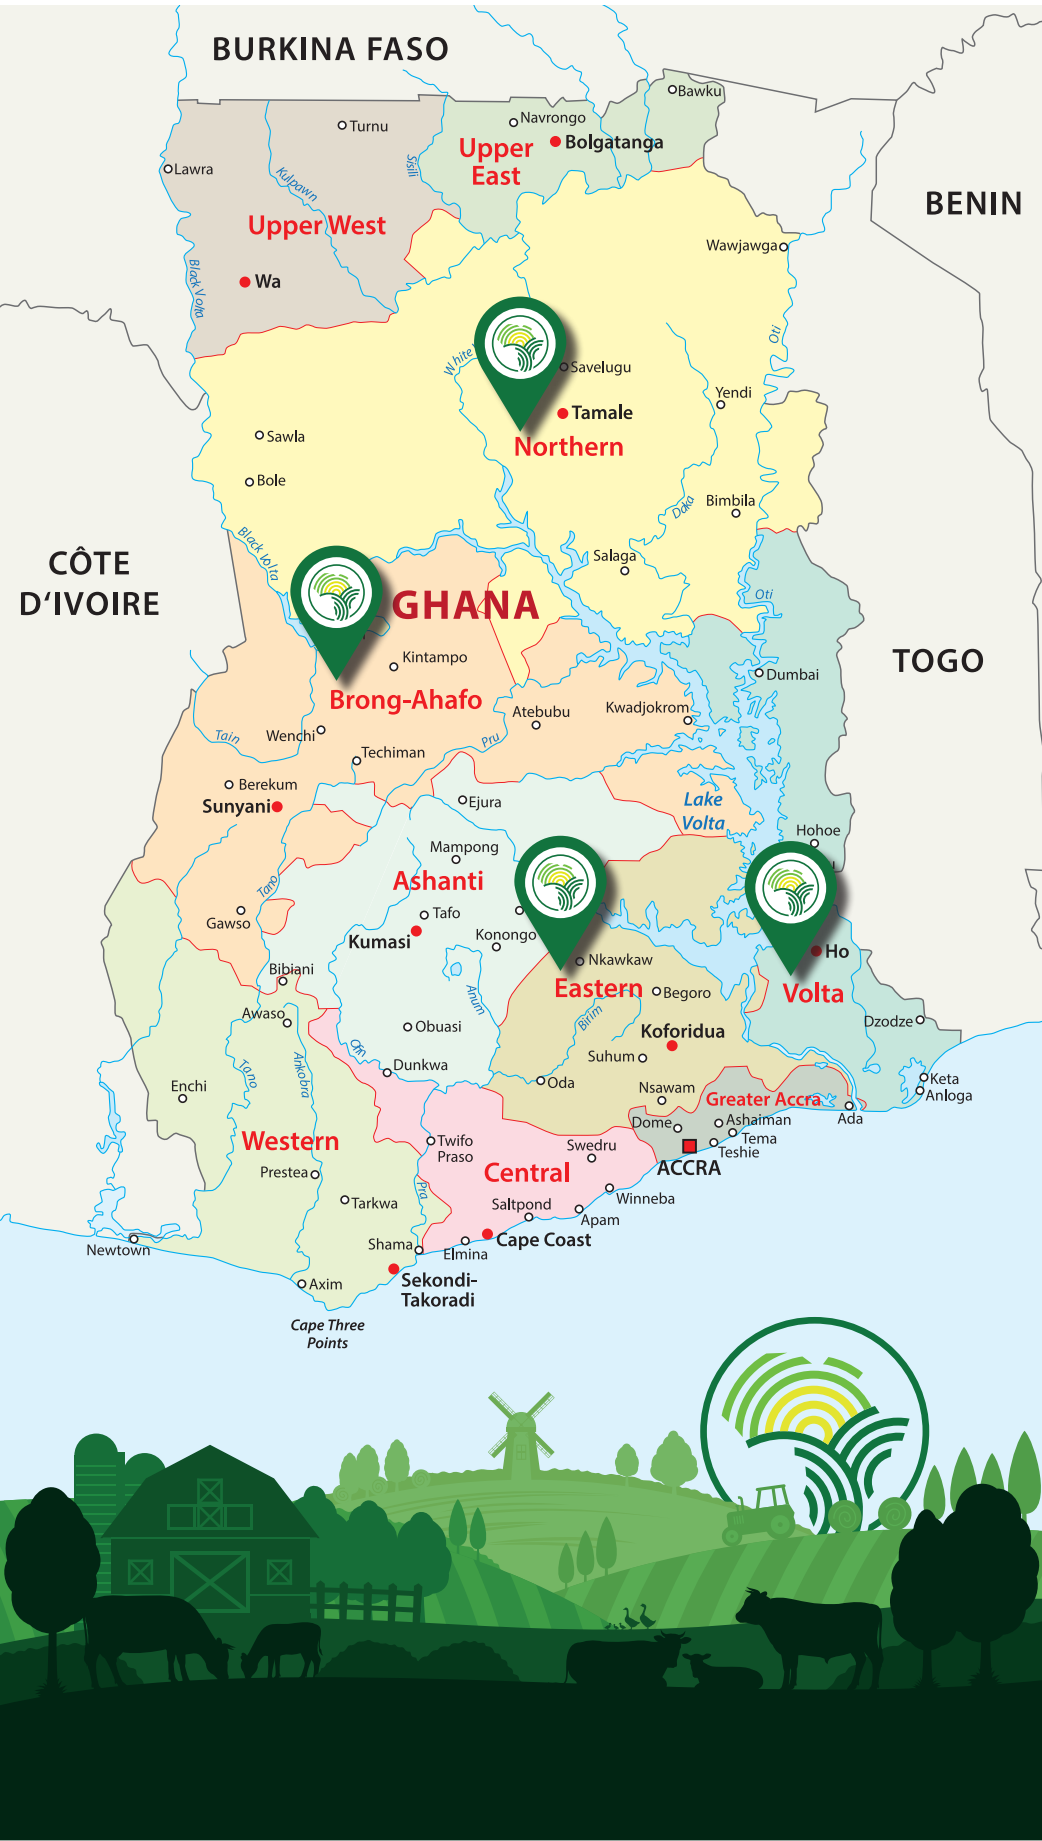 BURKINA FASO
Bawku
Navrongo
Turnu
Upper
East
Bolgatanga
Sisili
Lawra
Kulpawn
BENIN
Upper West
Wawjawga
Black Volta
Wa
Oti
White
Savelugu
Yendi
Tamale
Sawla
Northern
Bole
Daka
Bimbila
Black Volta
CÔTE
D'IVOIRE
Salaga
GHANA
Oti
Kintampo
TOGO
Dumbai
Brong-Ahafo
Atebubu
Kwadjokrom
Tain
Wenchi
Pru
Techiman
Berekum
Sunyani
Ejura
Lake
Volta
Hohoe
Mampong
Ashanti
Tano
Tafo
Gawso
Kumasi
Konongo
Ho
Nkawkaw
Bibiani
Eastern
Begoro
Volta
Anum
Awaso
Obuasi
Birim
Koforidua
Dzodze
Ofin
Suhum
Tano
Ankobra
Dunkwa
Oda
Keta
Enchi
Nsawam
Greater Accra
Anloga
Ada
Dome
Ashaiman
Tema
Teshie
Western
Twifo
Praso
Swedru
ACCRA
Prestea
Central
Pra
Winneba
Tarkwa
Saltpond
Apam
Newtown
Shama
Elmina
Cape Coast
Axim
Sekondi-
Takoradi
Cape Three
Points